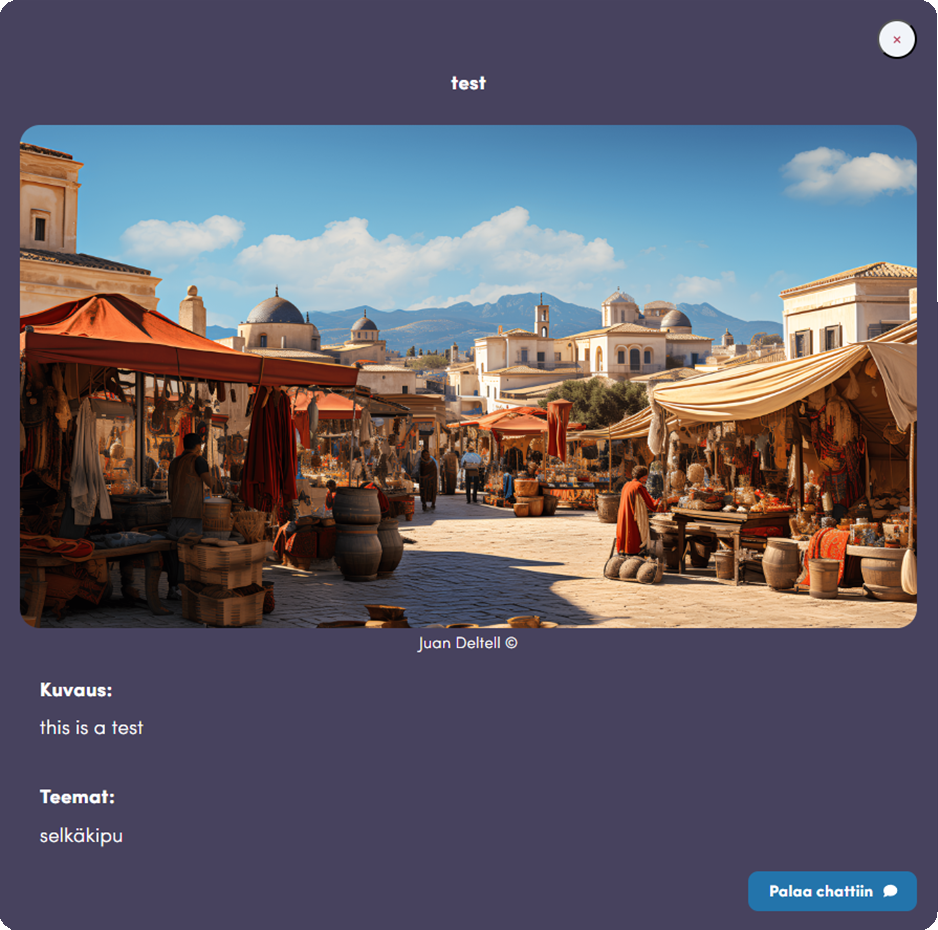 ×
test
Juan Deltell ©
Kuvaus:
this is a test
Teemat:
selkäkipu
Palaa chattiin